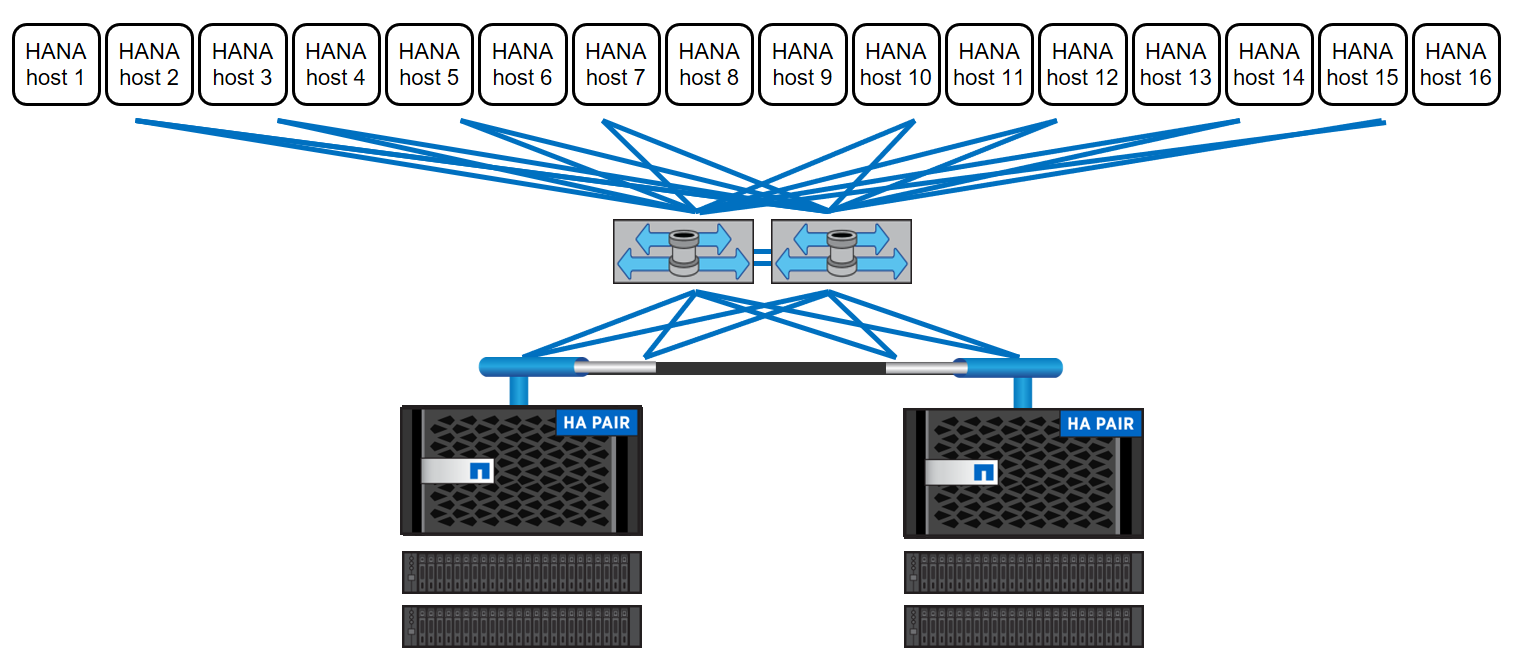 HANA
host 1
HANA
host 2
HANA
host 3
HANA
host 4
HANA
host 5
HANA
host 6
HANA
host 7
HANA
host 8
HANA
host 9
HANA
host 10
HANA
host 11
HANA
host 12
HANA
host 13
HANA
host 14
HANA
host 15
HANA
host 16
HA PAIR
HA PAIR